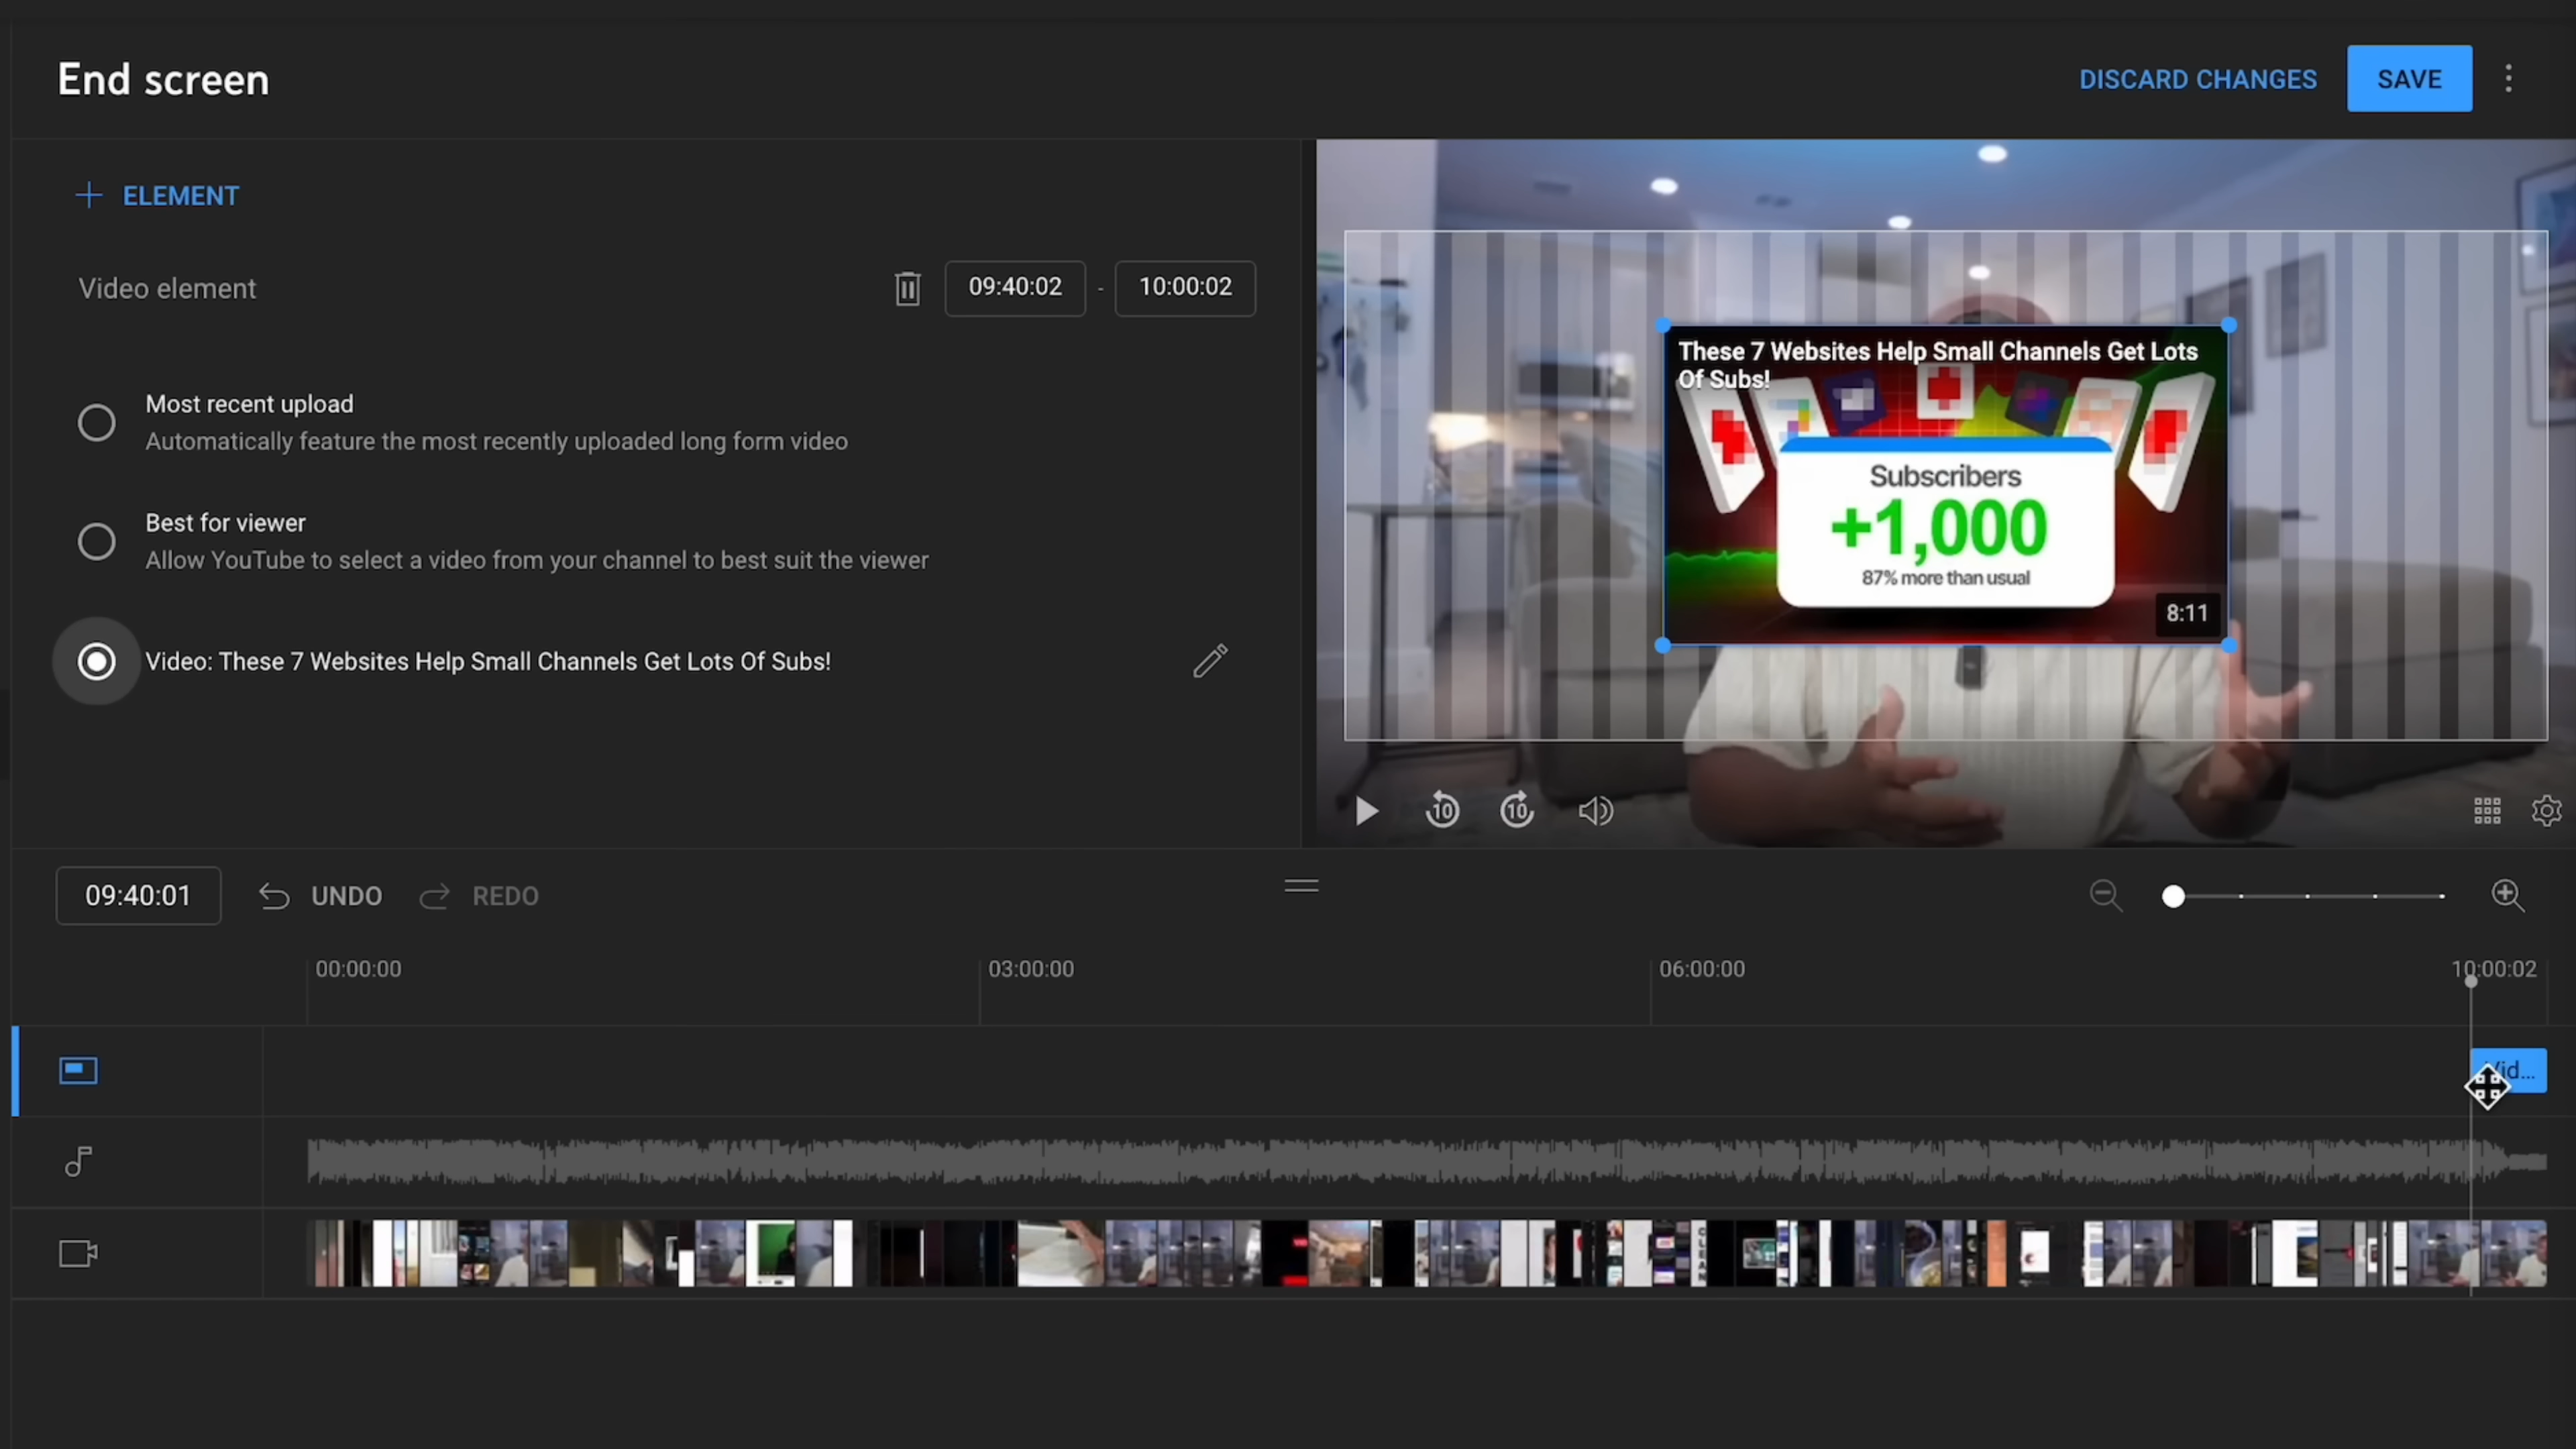 End screen
DISCARD CHANGES
SAVE
ELEMENT
Video element
09:40:02 - 10:00:02
Most recent upload
Automatically feature the most recently uploaded long form video
Best for viewer
Allow YouTube to select a video from your channel to best suit the viewer
Video: These 7 Websites Help Small Channels Get Lots Of Subs!
These 7 Websites Help Small Channels Get Lots
Of Subs!
Subscribers
+1,000
87% more than usual
8:11
10
10
09:40:01
UNDO
REDO
00:00:00
03:00:00
06:00:00
10:00:02